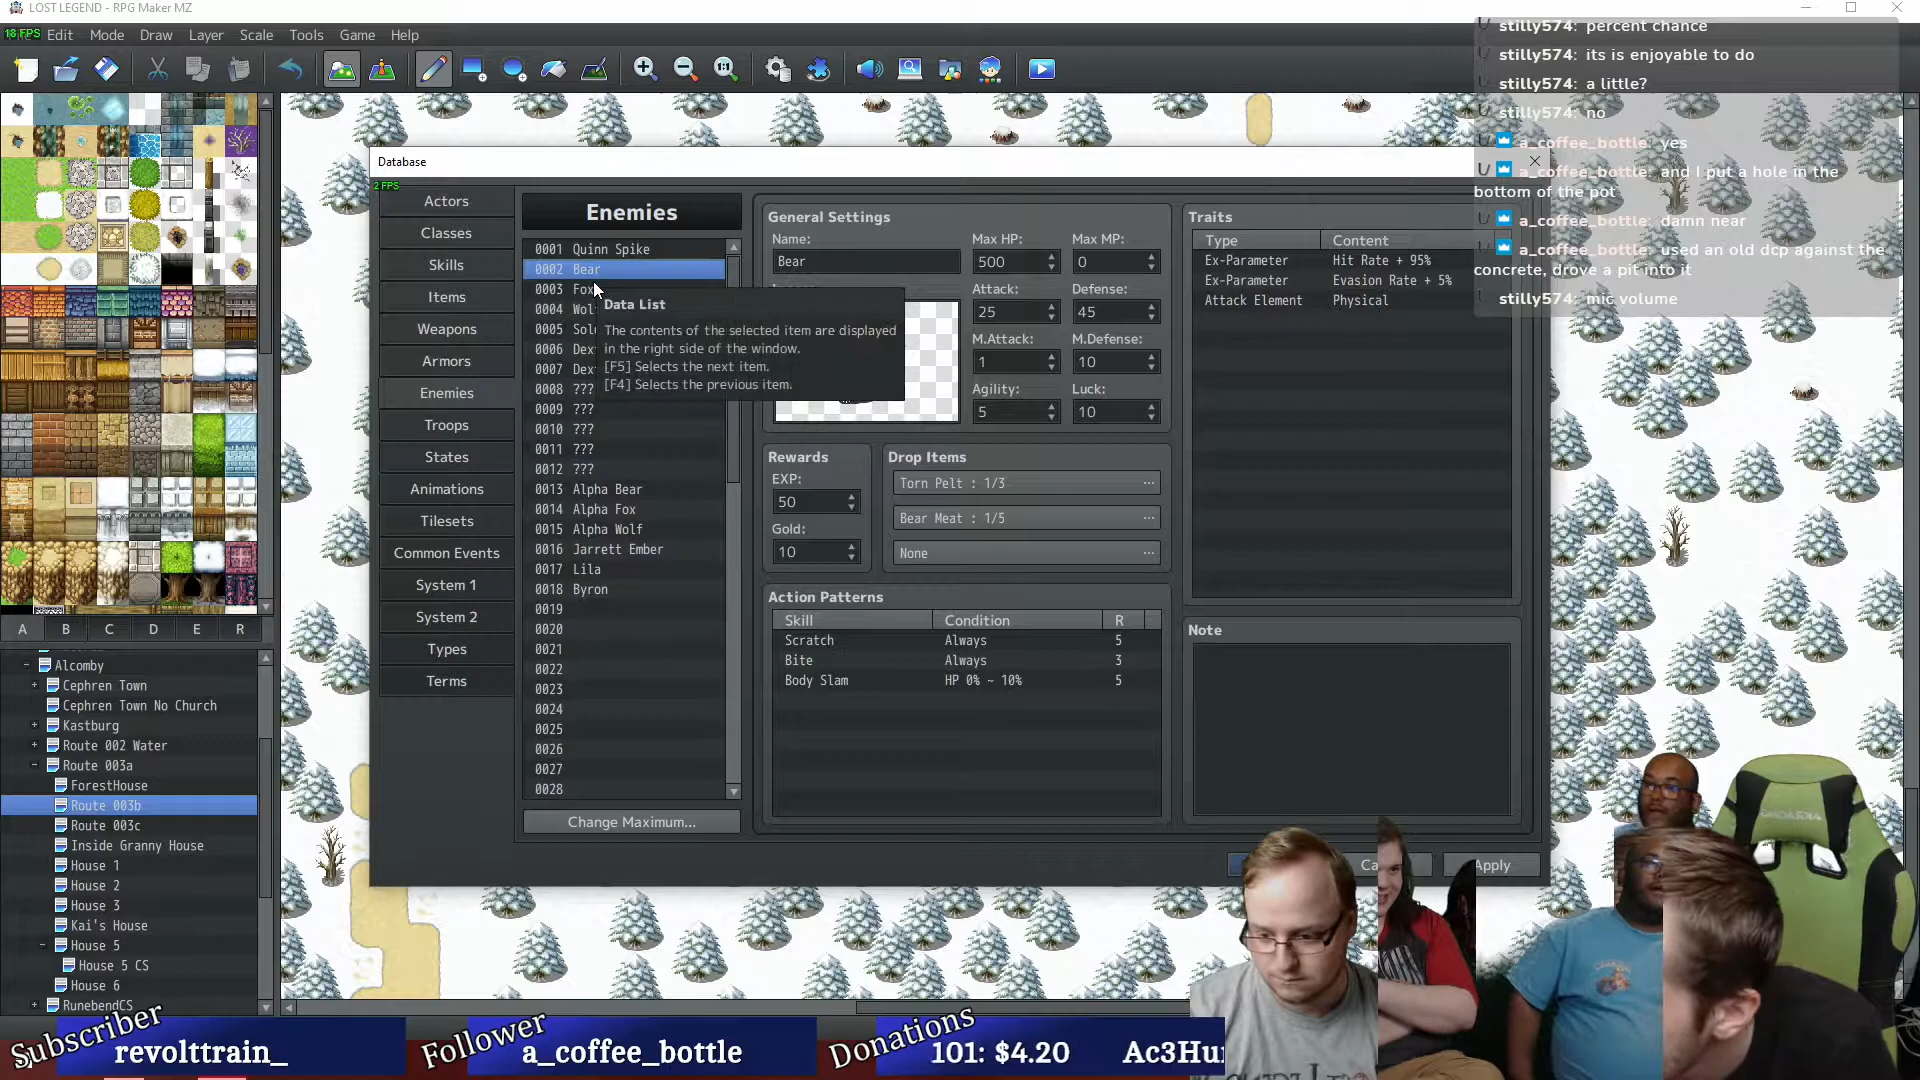 LOST LEGEND - RPG Maker MZ
18 FPS
Edit Mode Draw Layer Scale Tools Game Help
stilly574: percent chance
stilly574: its is enjoyable to do
stilly574: a little?
stilly574: no
a_coffee_bottle: yes
a_coffee_bottle: and I put a hole in the
bottom of the pot
a_coffee_bottle: damn near
a_coffee_bottle: used an old dcp against the
concrete, drove a pit into it
stilly574: mic volume
Database
2 FPS
Actors
Classes
Skills
Items
Weapons
Armors
Enemies
Troops
States
Animations
Tilesets
Common Events
System 1
System 2
Types
Terms
Enemies
0001 Quinn Spike
0002 Bear
0003 Fox
0004 Wol
0005 Sol
0006 Dex
0007 Dex
0008 ???
0009 ???
0010 ???
0011 ???
0012 ???
0013 Alpha Bear
0014 Alpha Fox
0015 Alpha Wolf
0016 Jarrett Ember
0017 Lila
0018 Byron
0019
0020
0021
0022
0023
0024
0025
0026
0027
0028
Change Maximum...
Data List
The contents of the selected item are displayed
in the right side of the window.
[F5] Selects the next item.
[F4] Selects the previous item.
General Settings
Name:
Bear
Max HP: Max MP:
500 0
Attack: Defense:
25 45
M.Attack: M.Defense:
1 10
Agility: Luck:
5 10
Rewards
EXP:
50
Gold:
10
Drop Items
Torn Pelt : 1/3 ...
Bear Meat : 1/5 ...
None ...
Action Patterns
Skill Condition R
Scratch Always 5
Bite Always 3
Body Slam HP 0% ~ 10% 5
Traits
Type Content
Ex-Parameter Hit Rate + 95%
Ex-Parameter Evasion Rate + 5%
Attack Element Physical
Note
Ca
Apply
A B C D E R
Alcomby
Cephren Town
Cephren Town No Church
Kastburg
Route 002 Water
Route 003a
ForestHouse
Route 003b
Route 003c
Inside Granny House
House 1
House 2
House 3
Kai's House
House 5
House 5 CS
House 6
RunebendCS
Subscriber
revolttrain_
Follower
a_coffee_bottle
Donations
101: $4.20 Ac3Hu